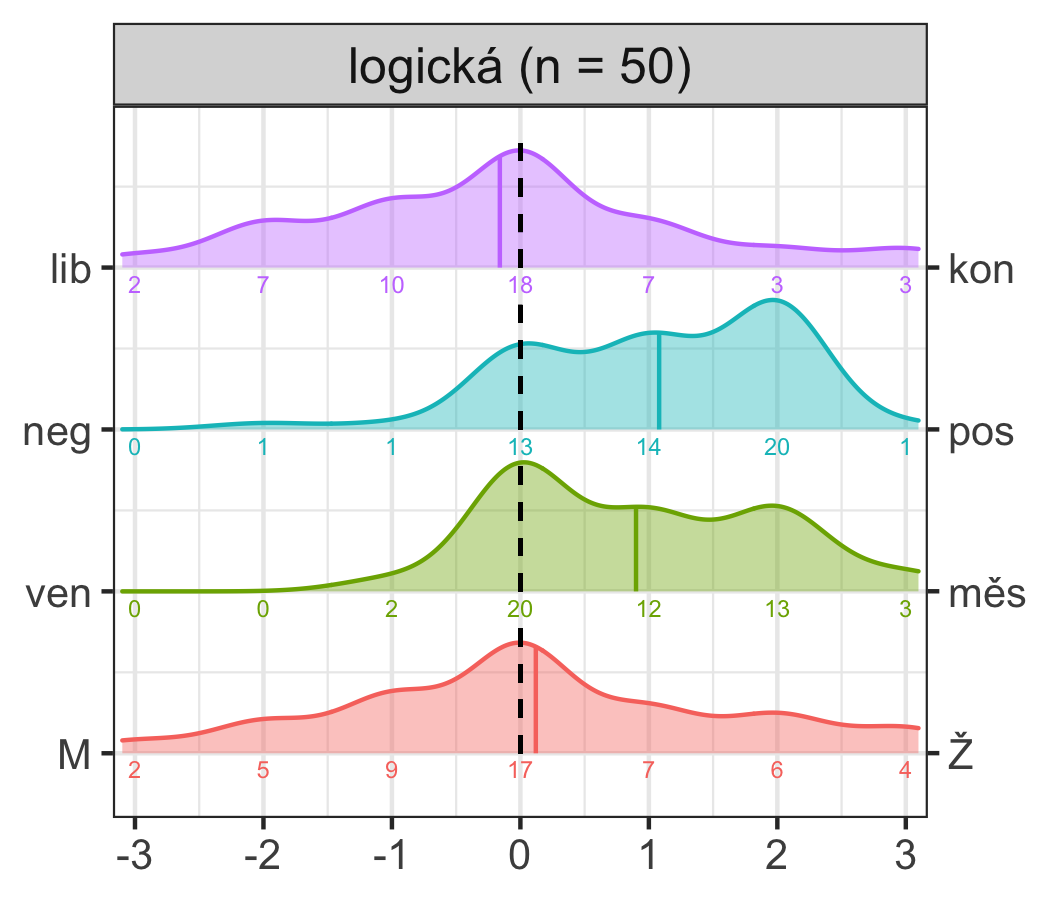 logická (n = 50)
lib kon
2 7 10 18 7 3 3
neg pos
0 1 1 13 14 20 1
ven měs
0 0 2 20 12 13 3
M Ž
2 5 9 17 7 6 4
-3 -2 -1 0 1 2 3